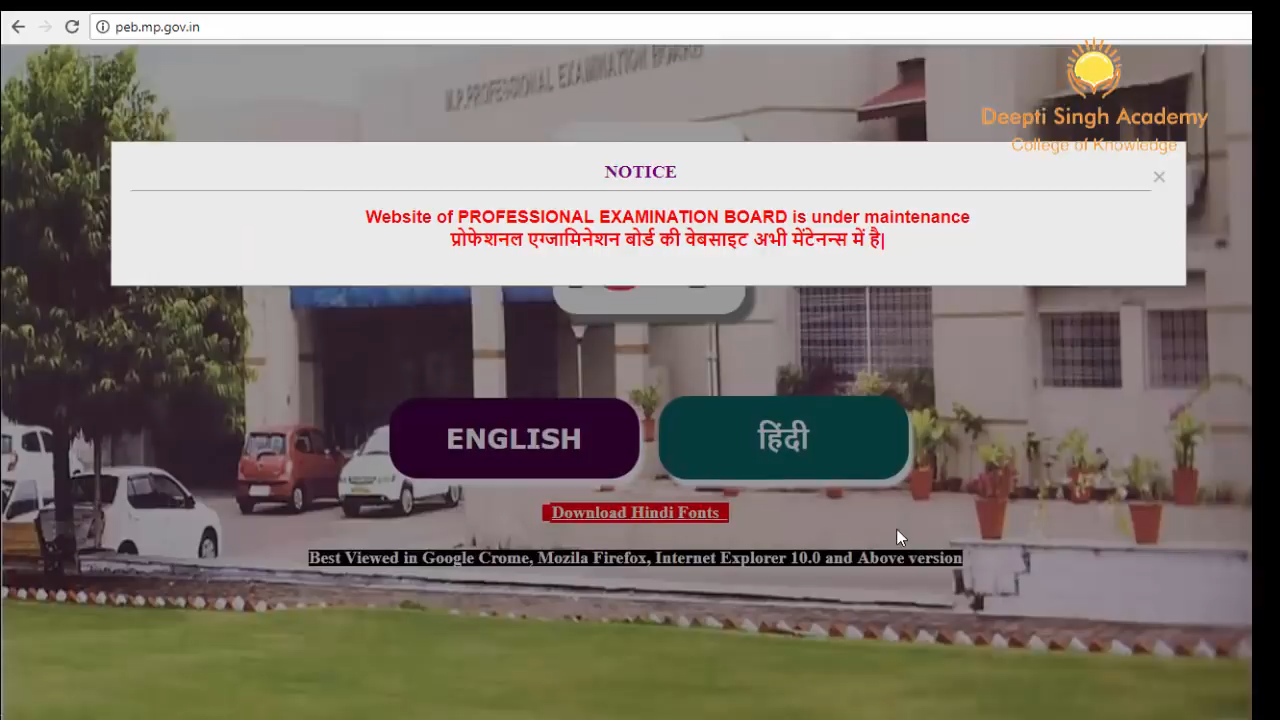 peb.mp.gov.in
M.P.PROFESSIONAL EXAMINATION BOARD
Deepti Singh Academy
College of Knowledge
NOTICE
×
Website of PROFESSIONAL EXAMINATION BOARD is under maintenance
प्रोफेशनल एग्जामिनेशन बोर्ड की वेबसाइट अभी मेंटेनन्स में है|
ENGLISH
हिंदी
Download Hindi Fonts
Best Viewed in Google Crome, Mozila Firefox, Internet Explorer 10.0 and Above version